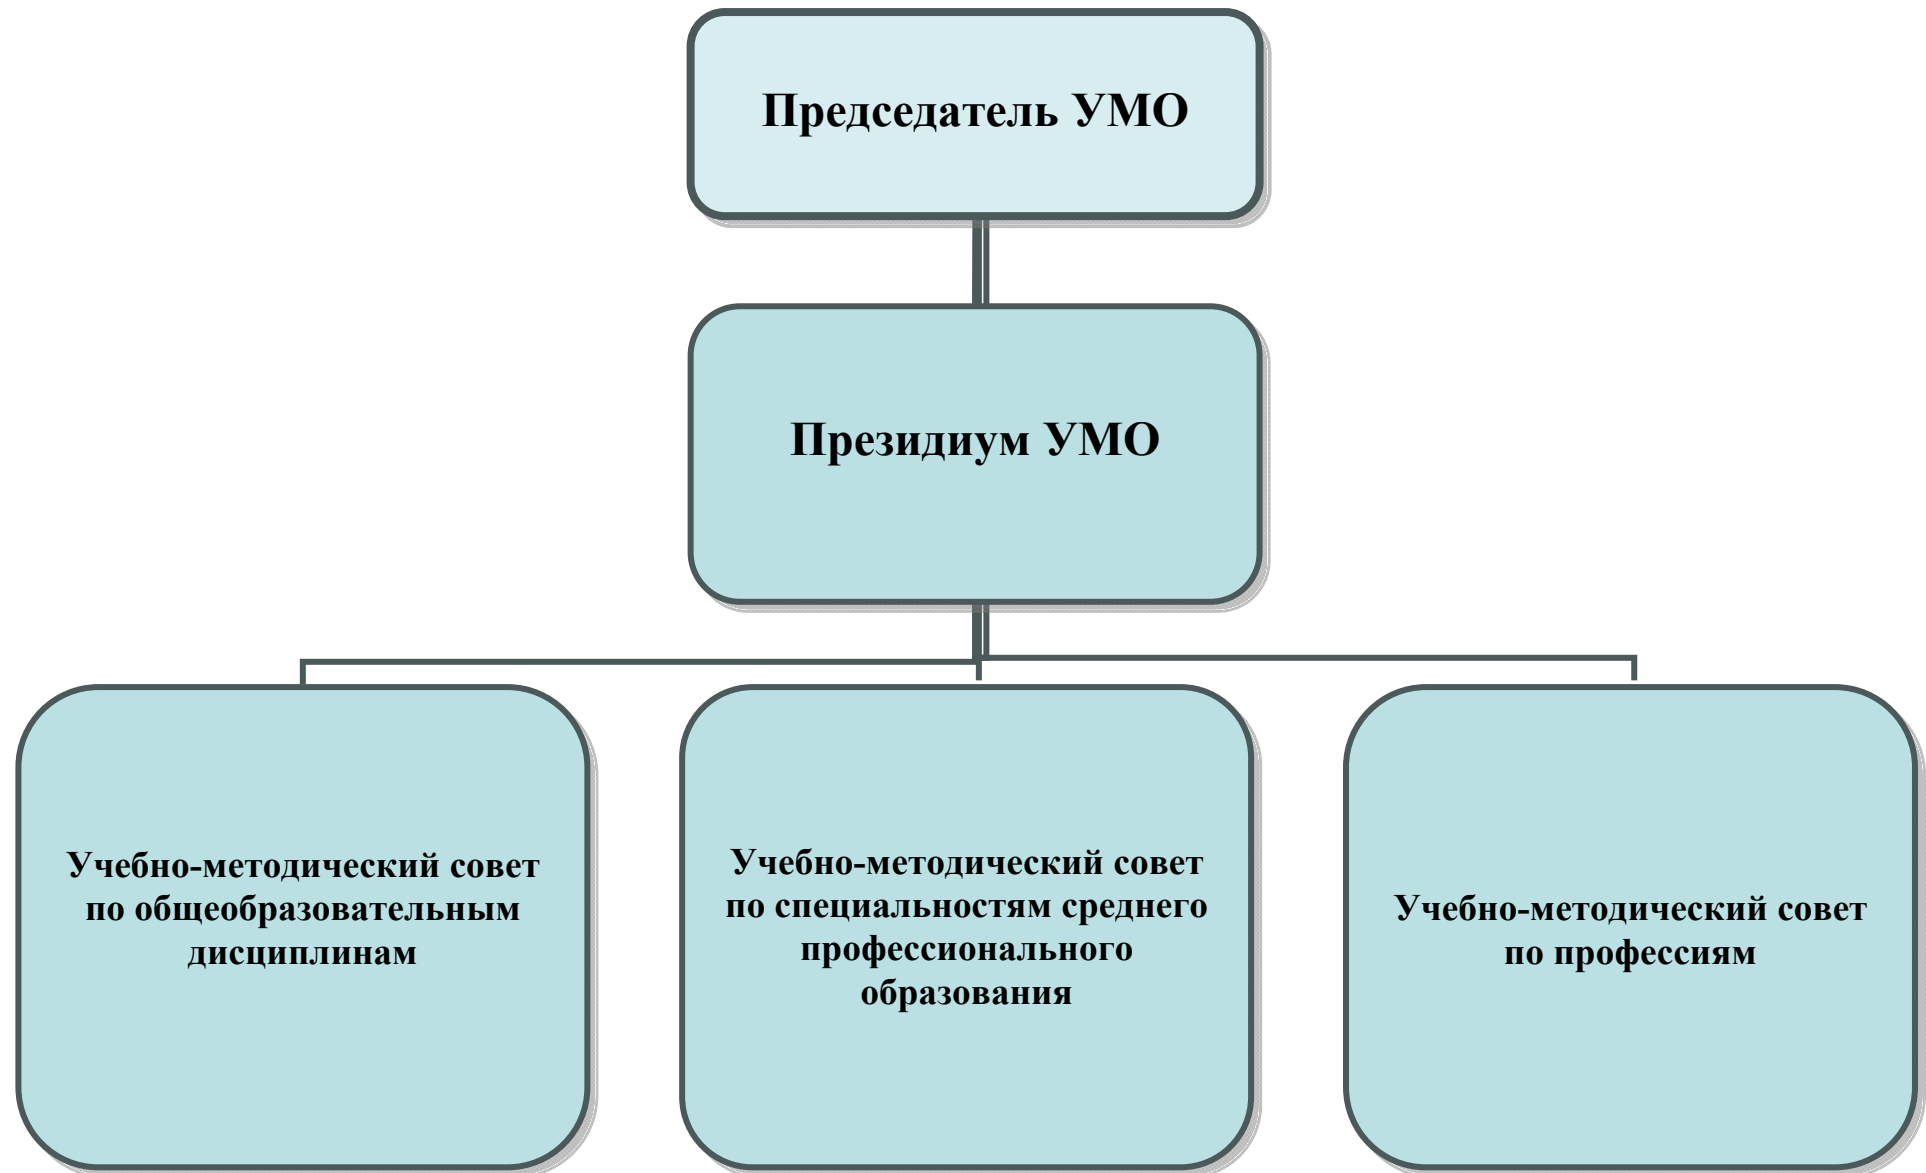 Председатель УМО
Президиум УМО
Учебно-методический совет
по общеобразовательным
дисциплинам
Учебно-методический совет
по специальностям среднего
профессионального
образования
Учебно-методический совет
по профессиям